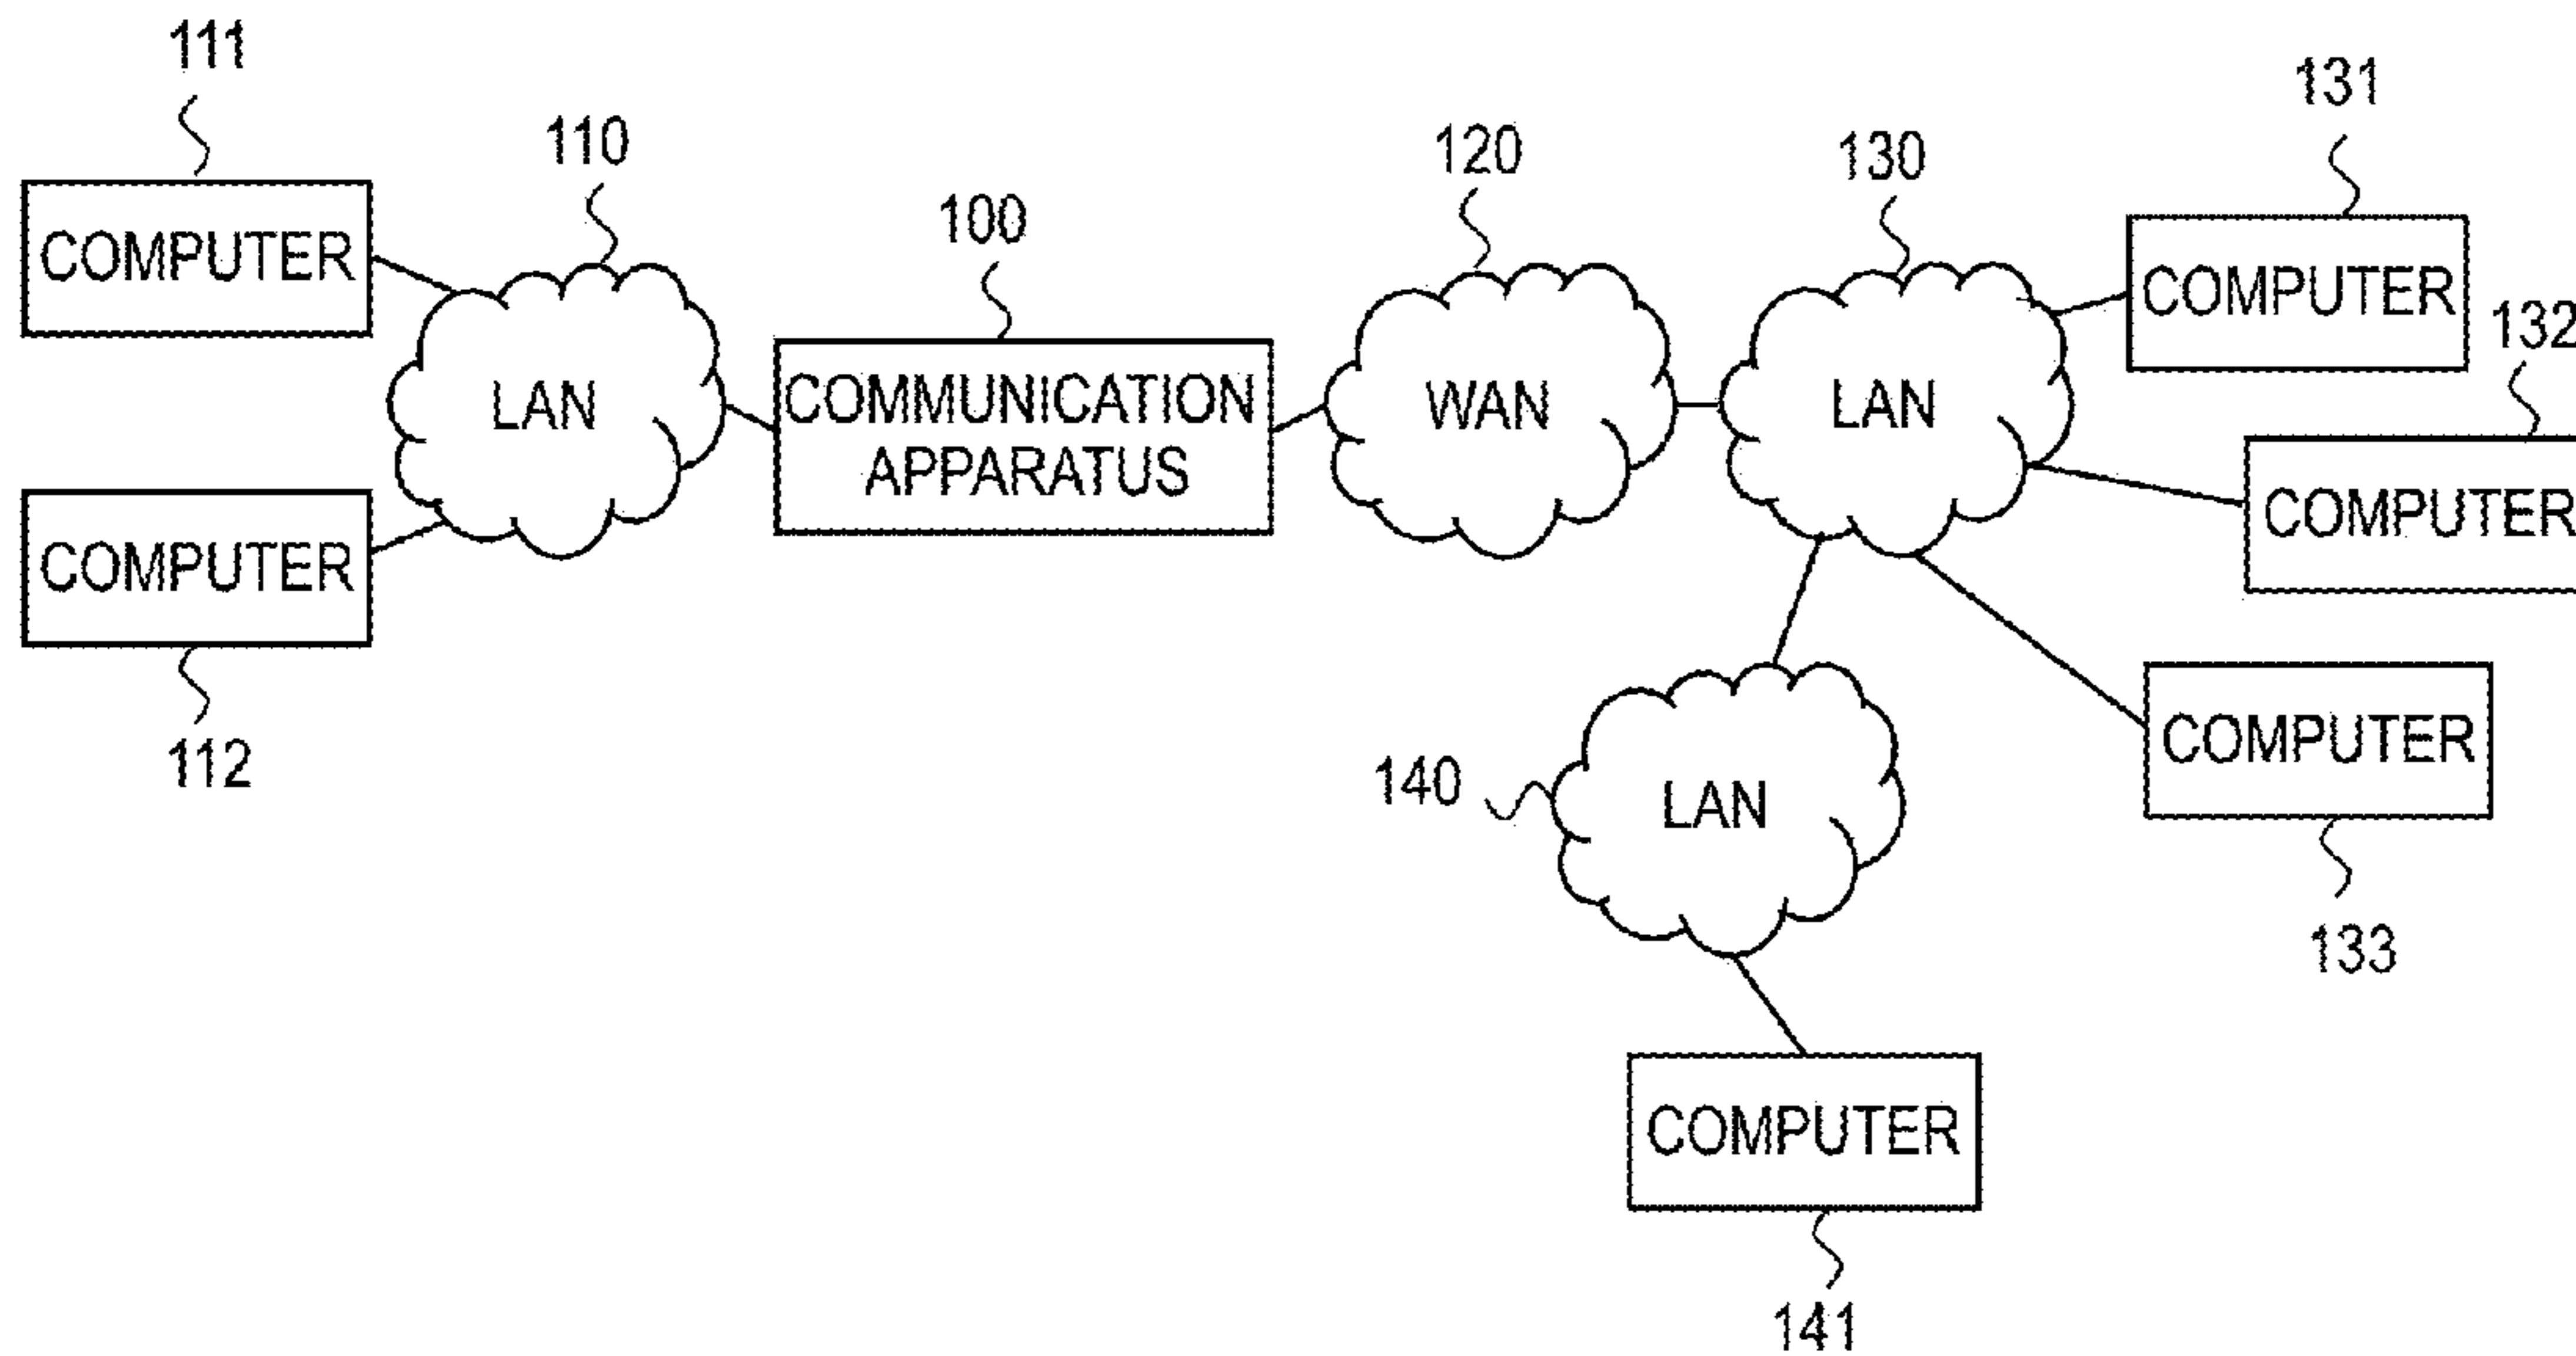 111
110
131
120
130
100
132
COMPUTER
COMPUTER
LAN
COMMUNICATION
APPARATUS
WAN
LAN
COMPUTER
COMPUTER
112
COMPUTER
140
LAN
133
COMPUTER
141